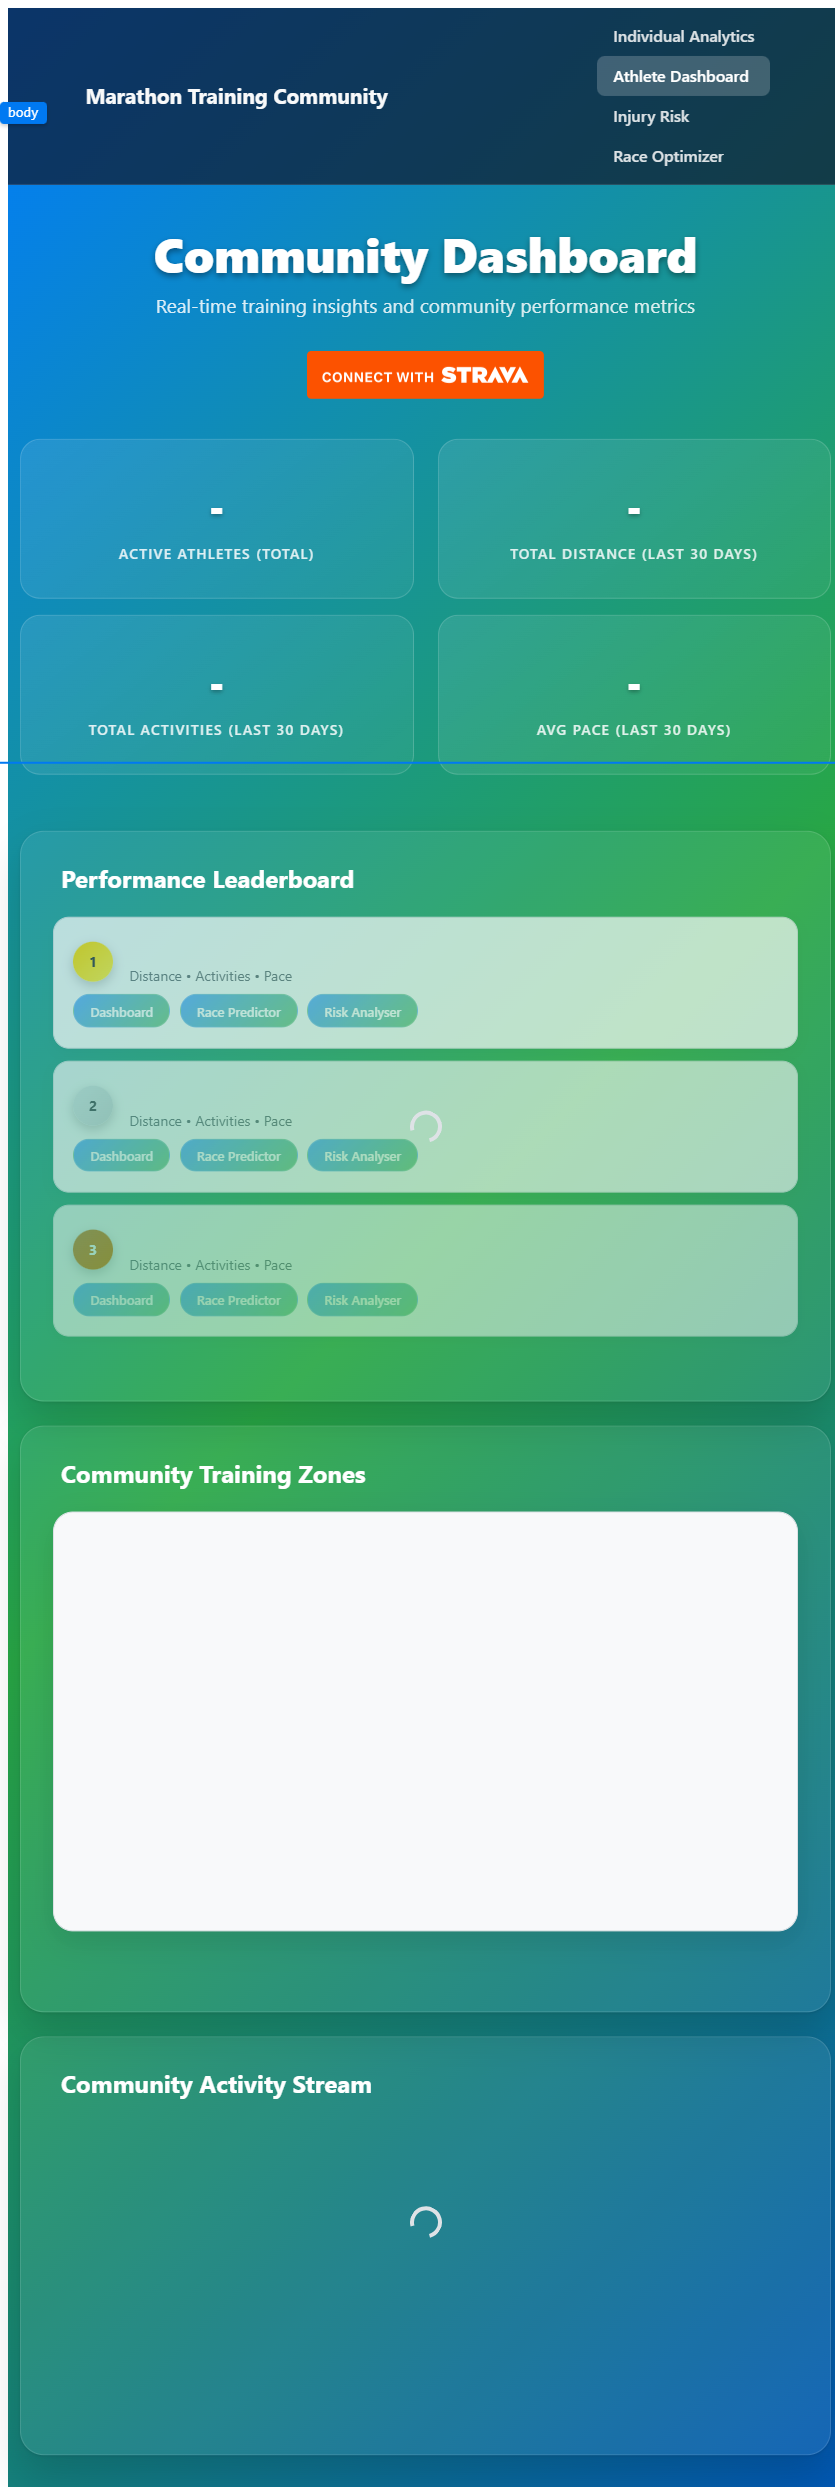 Individual Analytics
Athlete Dashboard
Marathon Training Community
body
Injury Risk
Race Optimizer
Community Dashboard
Real-time training insights and community performance metrics
CONNECT WITH STRAVA
-
-
ACTIVE ATHLETES (TOTAL)
TOTAL DISTANCE (LAST 30 DAYS)
-
-
TOTAL ACTIVITIES (LAST 30 DAYS)
AVG PACE (LAST 30 DAYS)
Performance Leaderboard
1
Distance • Activities • Pace
Dashboard
Race Predictor
Risk Analyser
2
Distance • Activities • Pace
Dashboard
Race Predictor
Risk Analyser
3
Distance • Activities • Pace
Dashboard
Race Predictor
Risk Analyser
Community Training Zones
Community Activity Stream